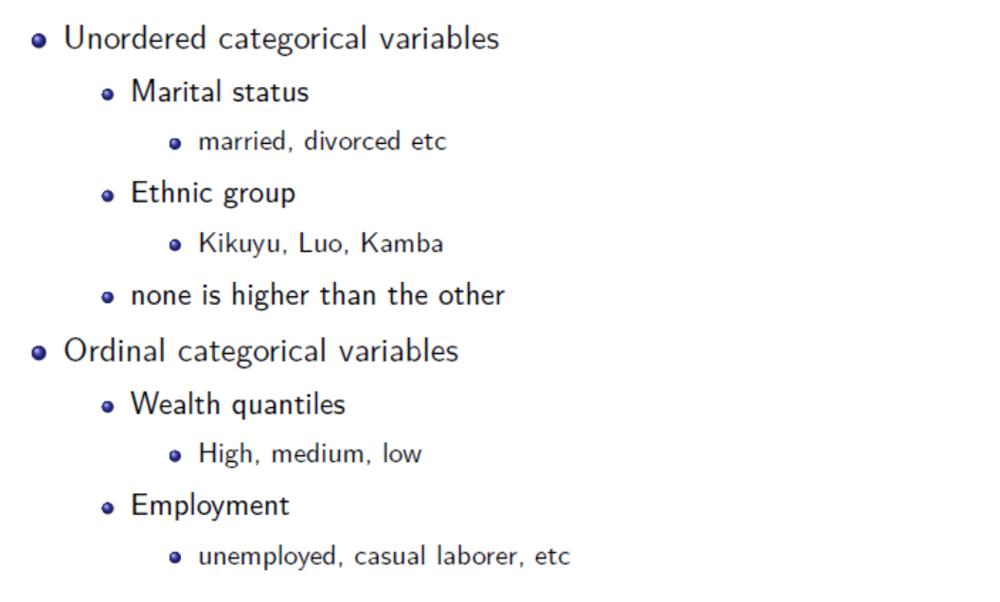 Unordered categorical variables
Marital status
married, divorced etc
Ethnic group
Kikuyu, Luo, Kamba
none is higher than the other
Ordinal categorical variables
Wealth quantiles
High, medium, low
Employment
unemployed, casual laborer, etc